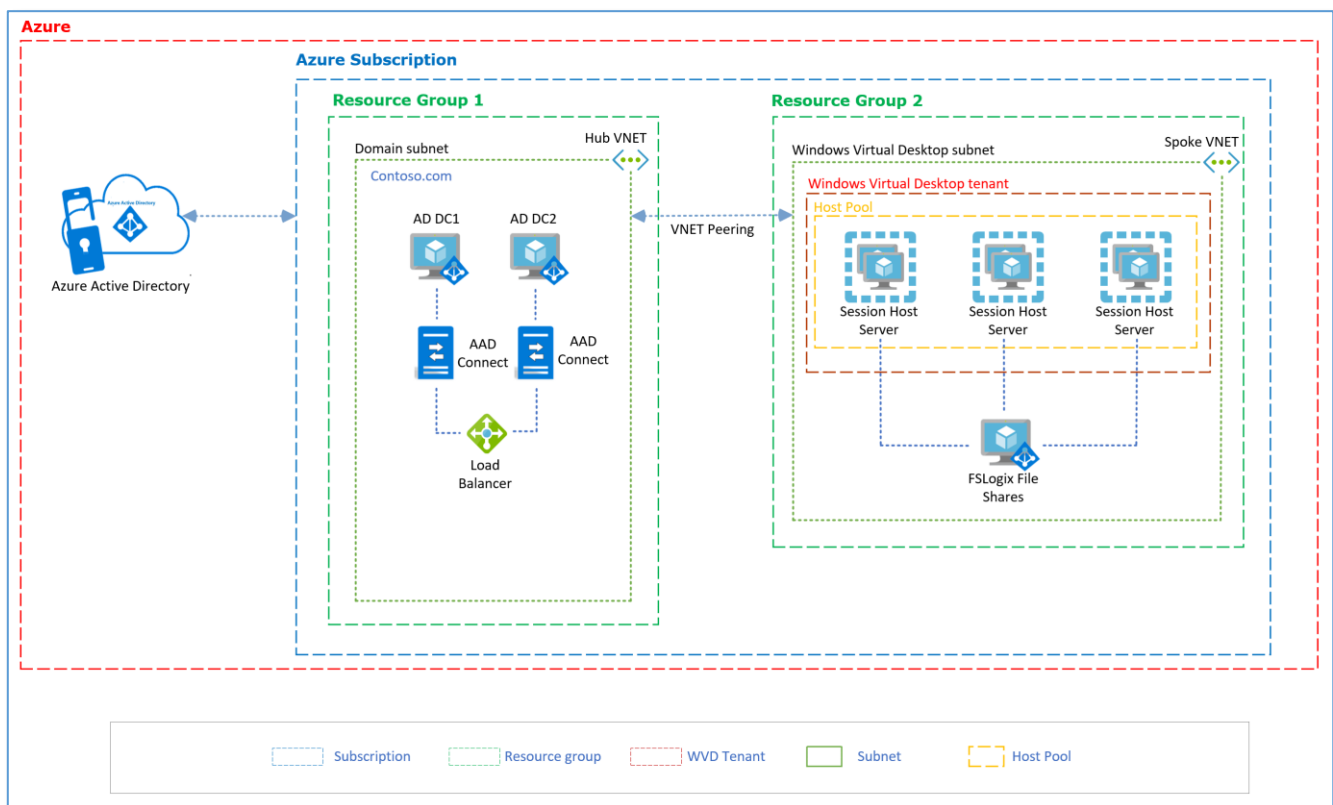 Azure
Azure Subscription
Resource Group 1
Hub VNET
Domain subnet
Contoso.com
AD DC1
AD DC2
AAD
Connect
AAD
Connect
Load
Balancer
Azure Active Directory
Azure Active Directory
VNET Peering
Resource Group 2
Spoke VNET
Windows Virtual Desktop subnet
Windows Virtual Desktop tenant
Host Pool
Session Host
Server
Session Host
Server
Session Host
Server
FSLogix File
Shares
Subscription
Resource group
WVD Tenant
Subnet
Host Pool